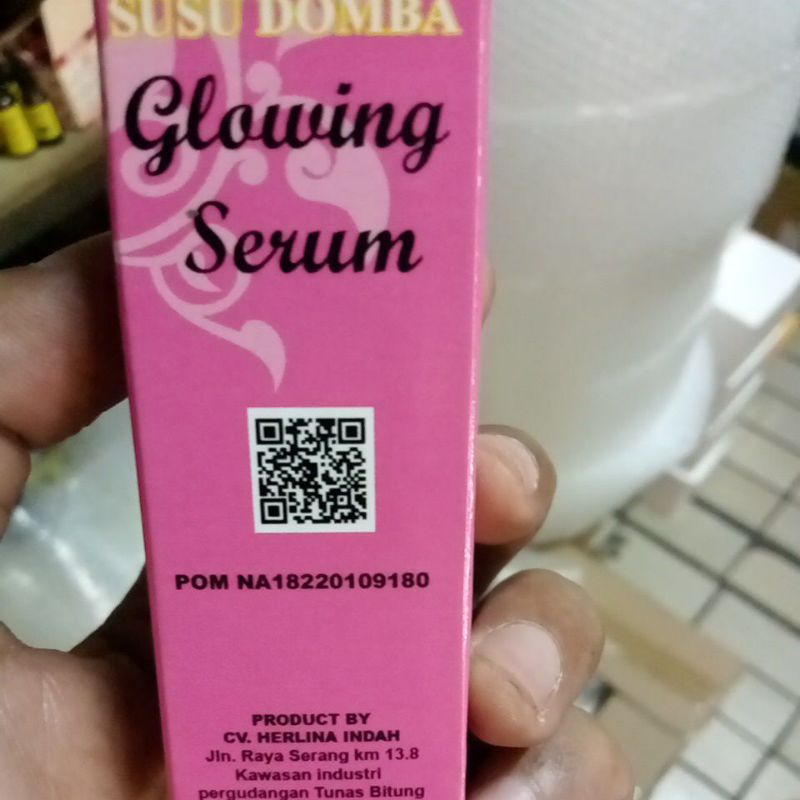 SUSU DOMBA
Glowing
Serum
POM NA18220109180
PRODUCT BY
CV. HERLINA INDAH
Jln. Raya Serang km 13.8
Kawasan industri
pergudangan Tunas Bitung